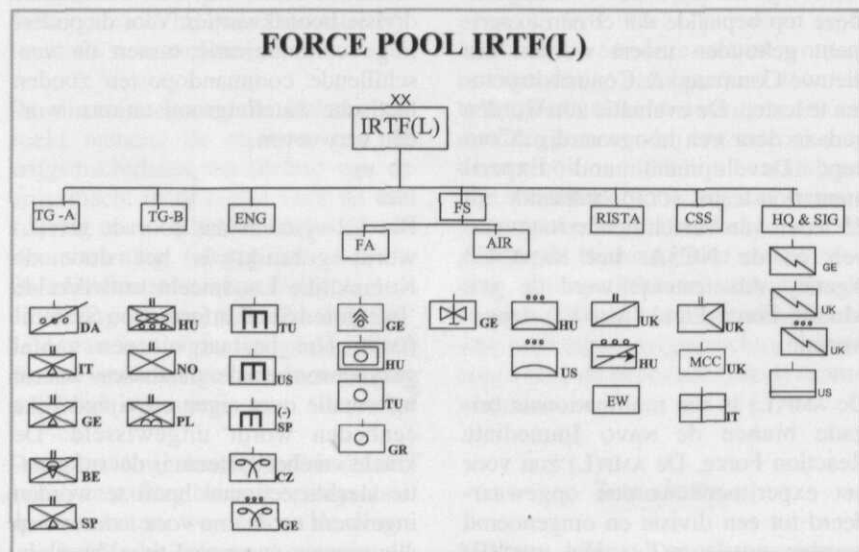 FORCE POOL IRTF(L)
XX
IRTF(L)
TG-A
TG-B
ENG
FS
RISTA
CSS
HQ & SIG
FA
AIR
DA
IT
GE
BE
SP
HU
NO
PL
TU
US
(-)
SP
CZ
GE
GE
HU
TU
GR
GE
HU
US
UK
EW
UK
MCC
UK
IT
GE
UK
UK
US